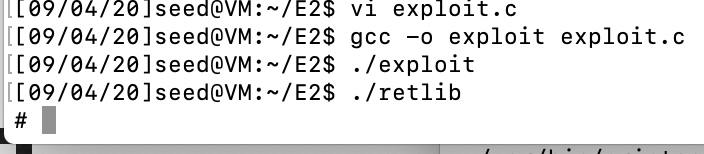 [[09/04/20]seed@VM:~/E2$ vi exploit.c
[[09/04/20]seed@VM:~/E2$ gcc -o exploit exploit.c
[[09/04/20]seed@VM:~/E2$ ./exploit
[[09/04/20]seed@VM:~/E2$ ./retlib
#